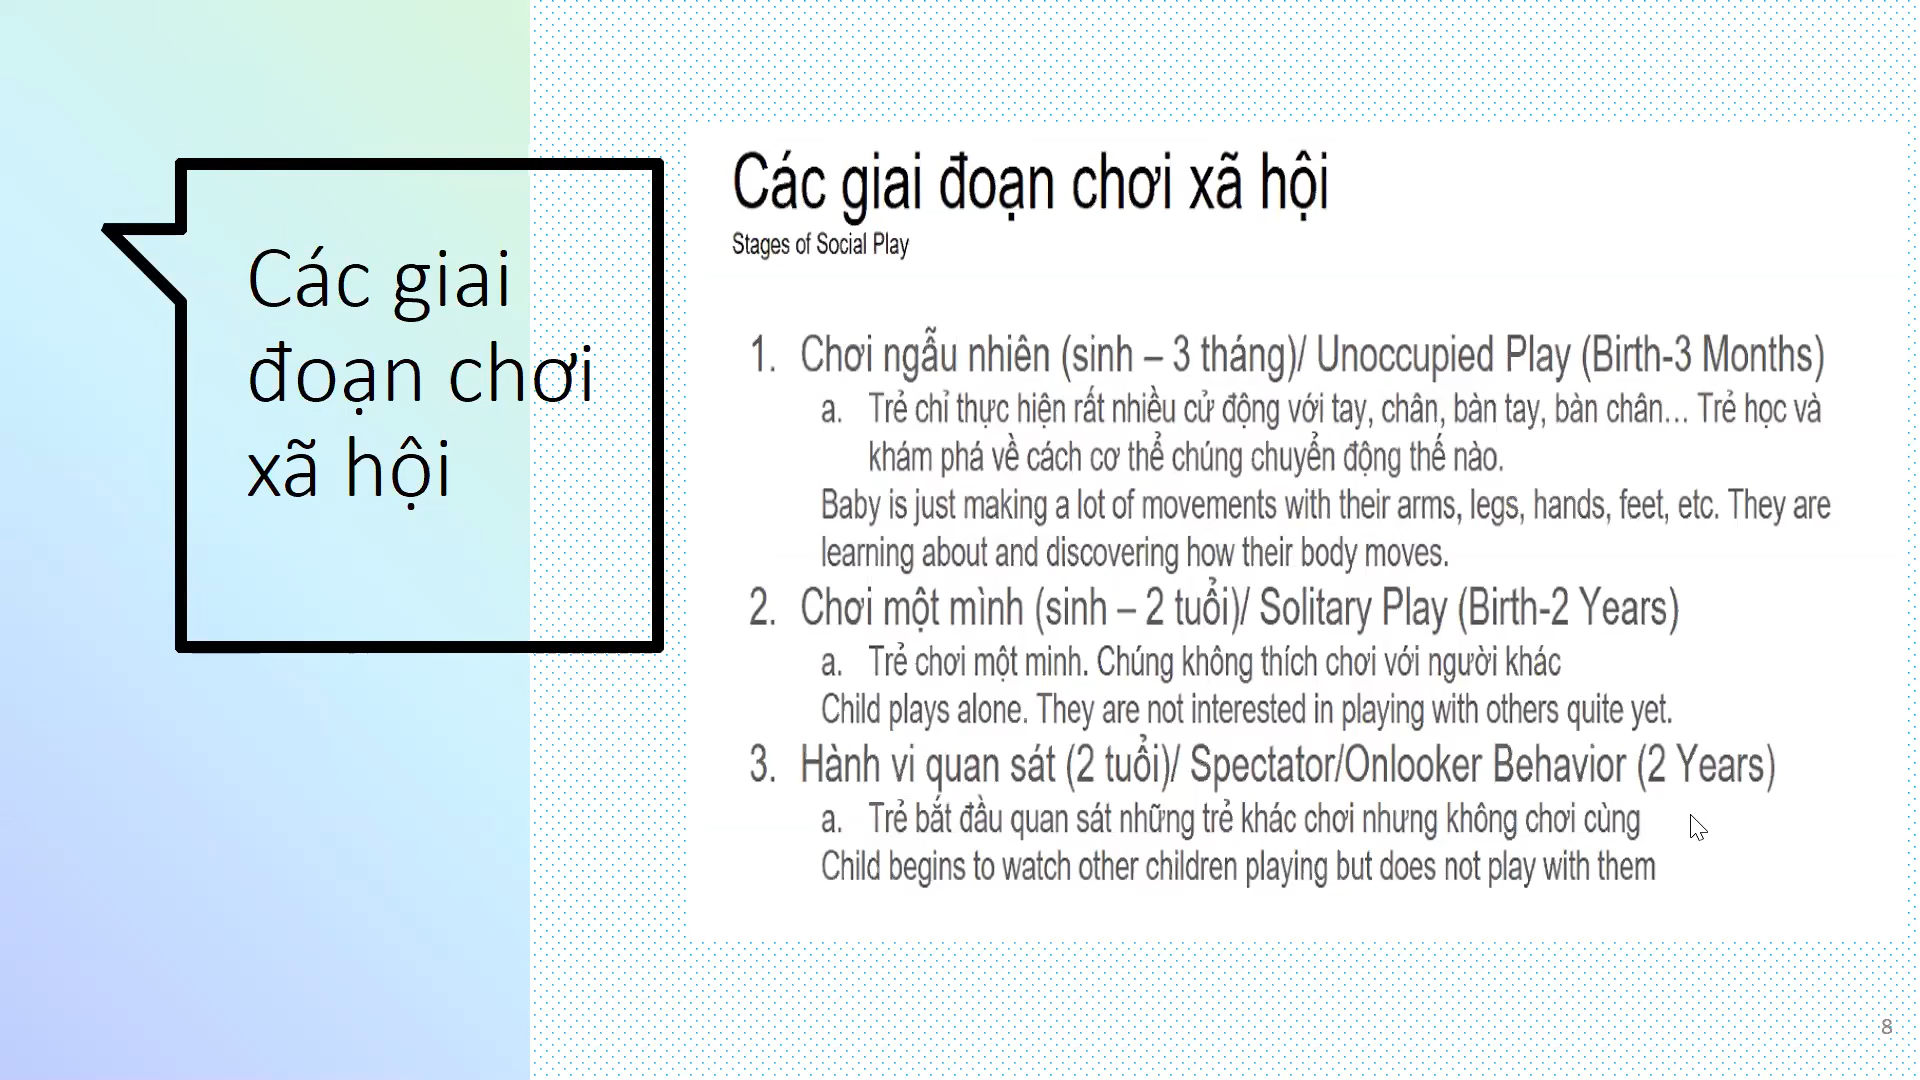 Các giai
đoạn chơi
xã hội
Các giai đoạn chơi xã hội
Stages of Social Play
1. Chơi ngẫu nhiên (sinh – 3 tháng)/ Unoccupied Play (Birth-3 Months)
a. Trẻ chỉ thực hiện rất nhiều cử động với tay, chân, bàn tay, bàn chân... Trẻ học và
khám phá về cách cơ thể chúng chuyển động thế nào.
Baby is just making a lot of movements with their arms, legs, hands, feet, etc. They are
learning about and discovering how their body moves.
2. Chơi một mình (sinh – 2 tuổi)/ Solitary Play (Birth-2 Years)
a. Trẻ chơi một minh. Chúng không thích chơi với người khác
Child plays alone. They are not interested in playing with others quite yet.
3. Hành vi quan sát (2 tuổi)/ Spectator/Onlooker Behavior (2 Years)
a. Trẻ bắt đầu quan sát những trẻ khác chơi nhưng không chơi cùng
Child begins to watch other children playing but does not play with them
8